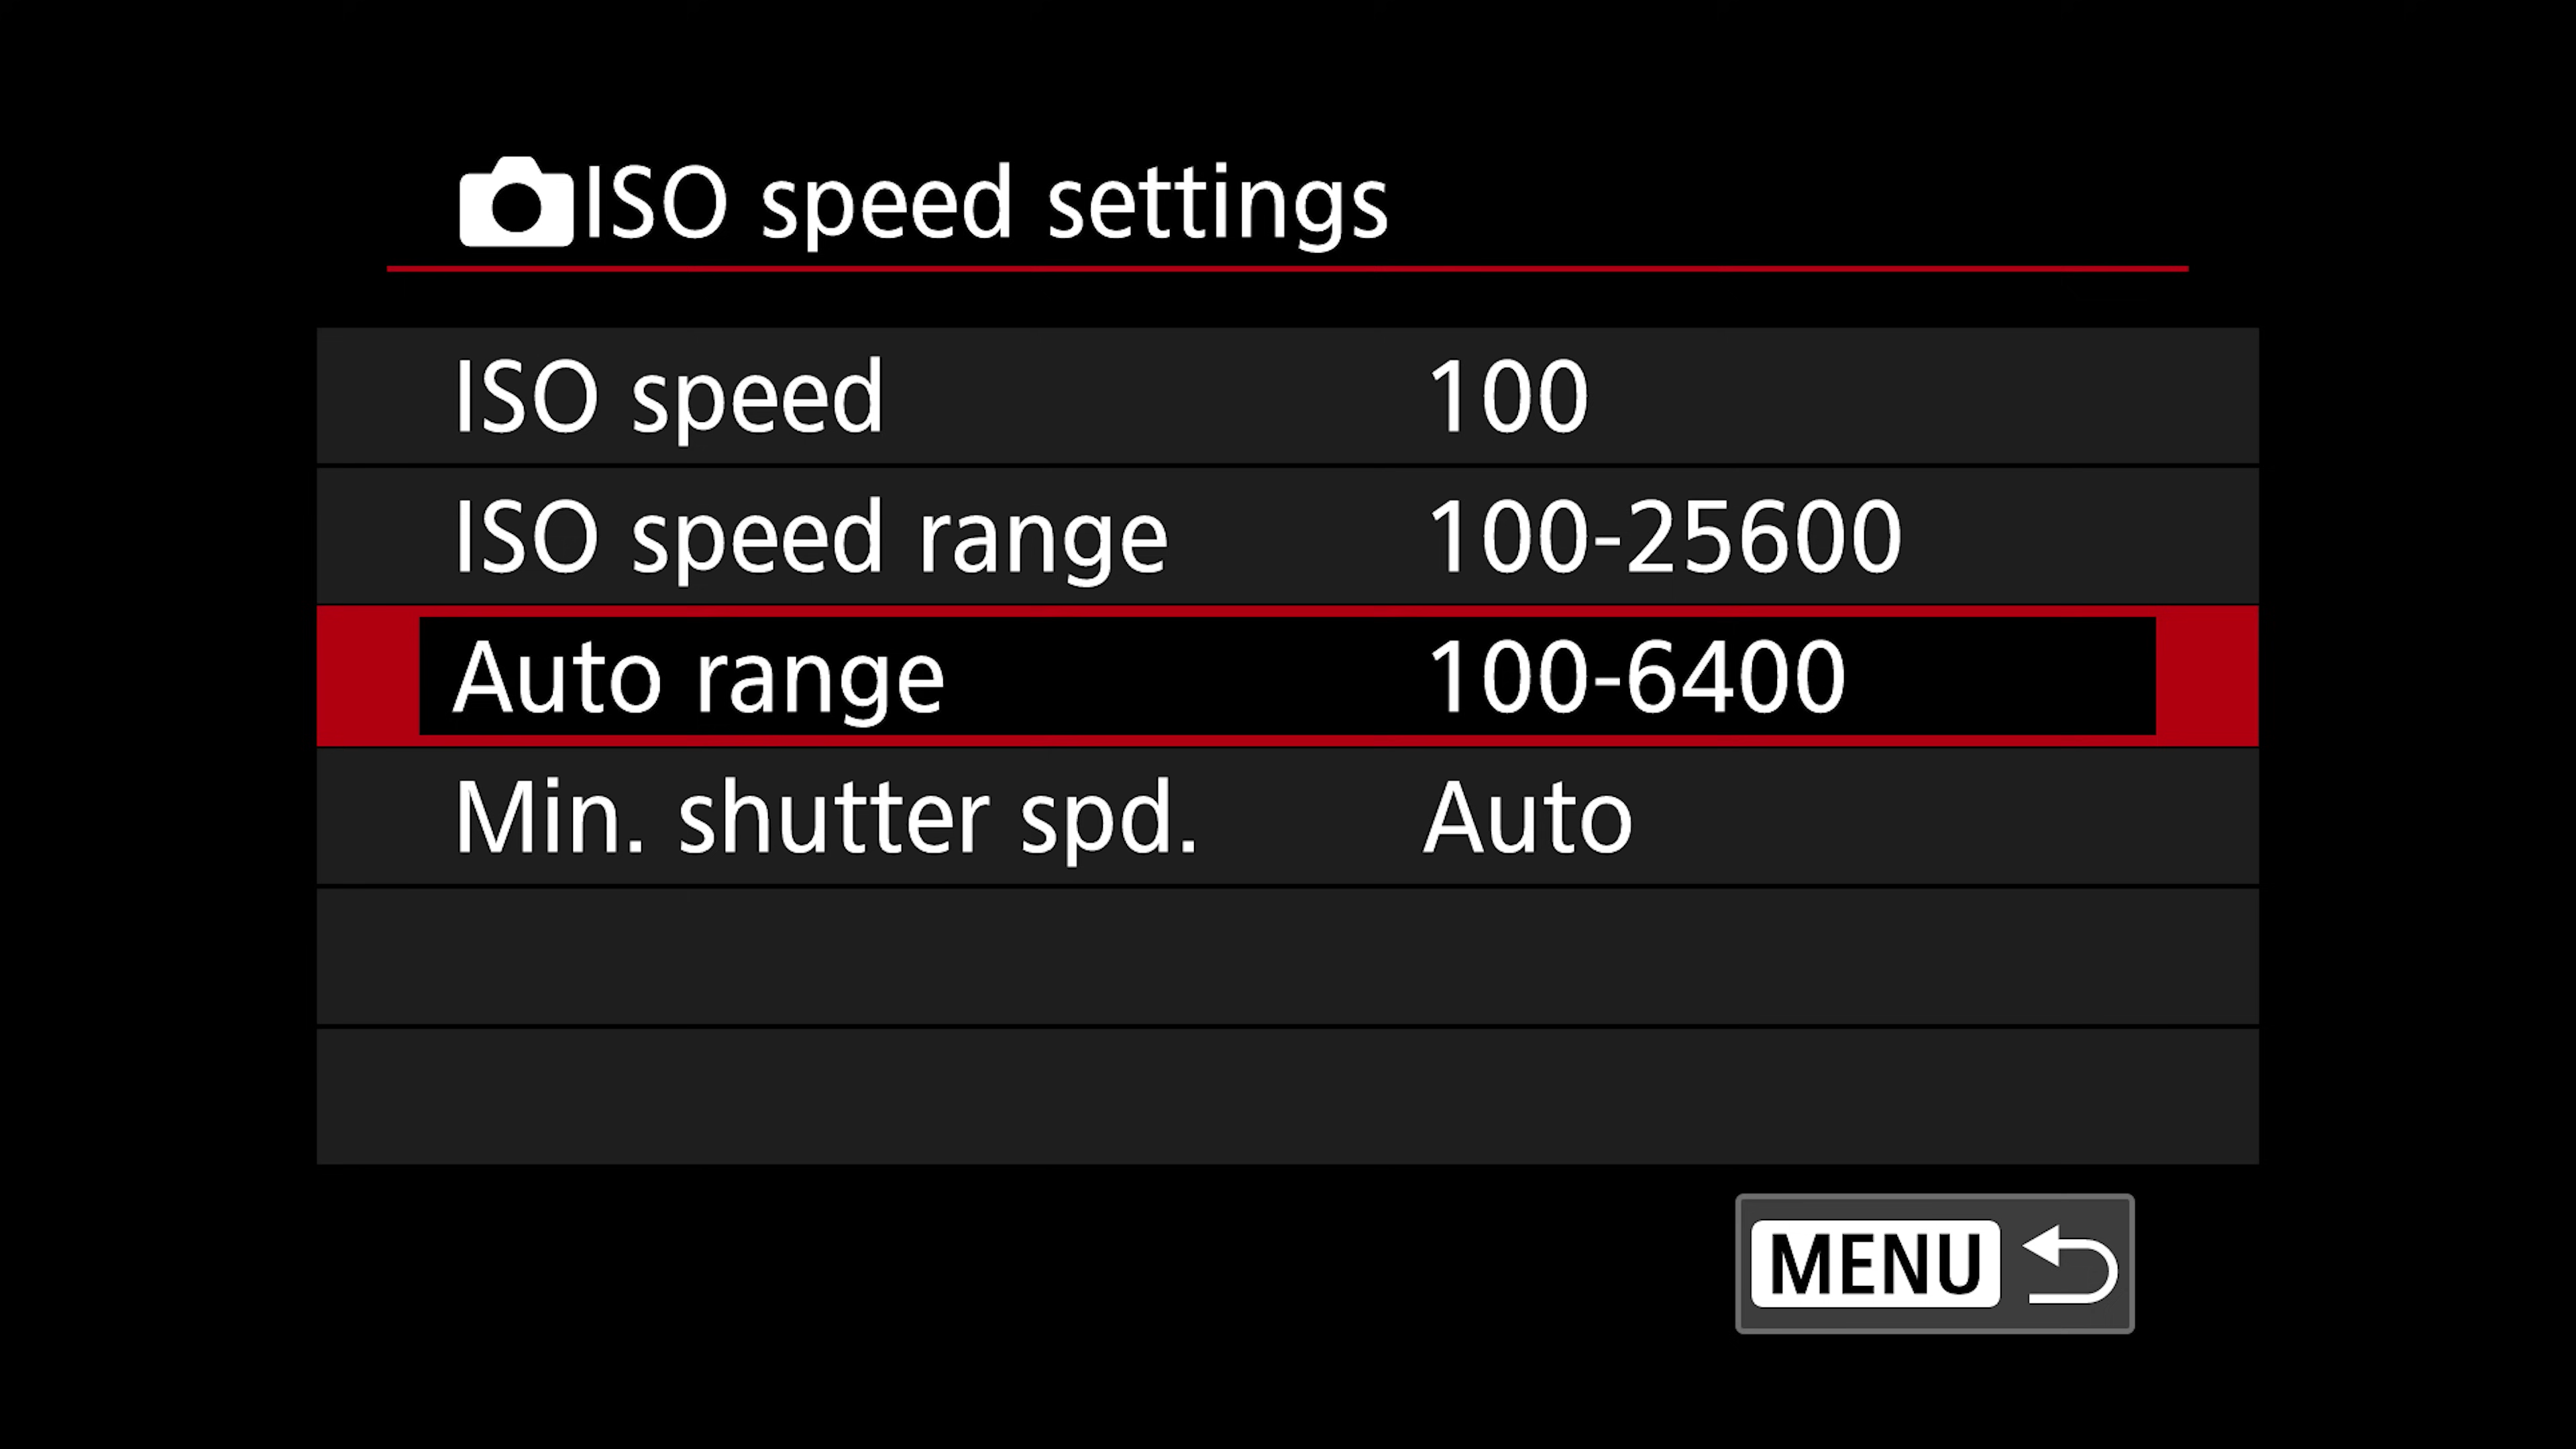 ISO speed settings
ISO speed 100
ISO speed range 100-25600
Auto range 100-6400
Min. shutter spd. Auto
MENU